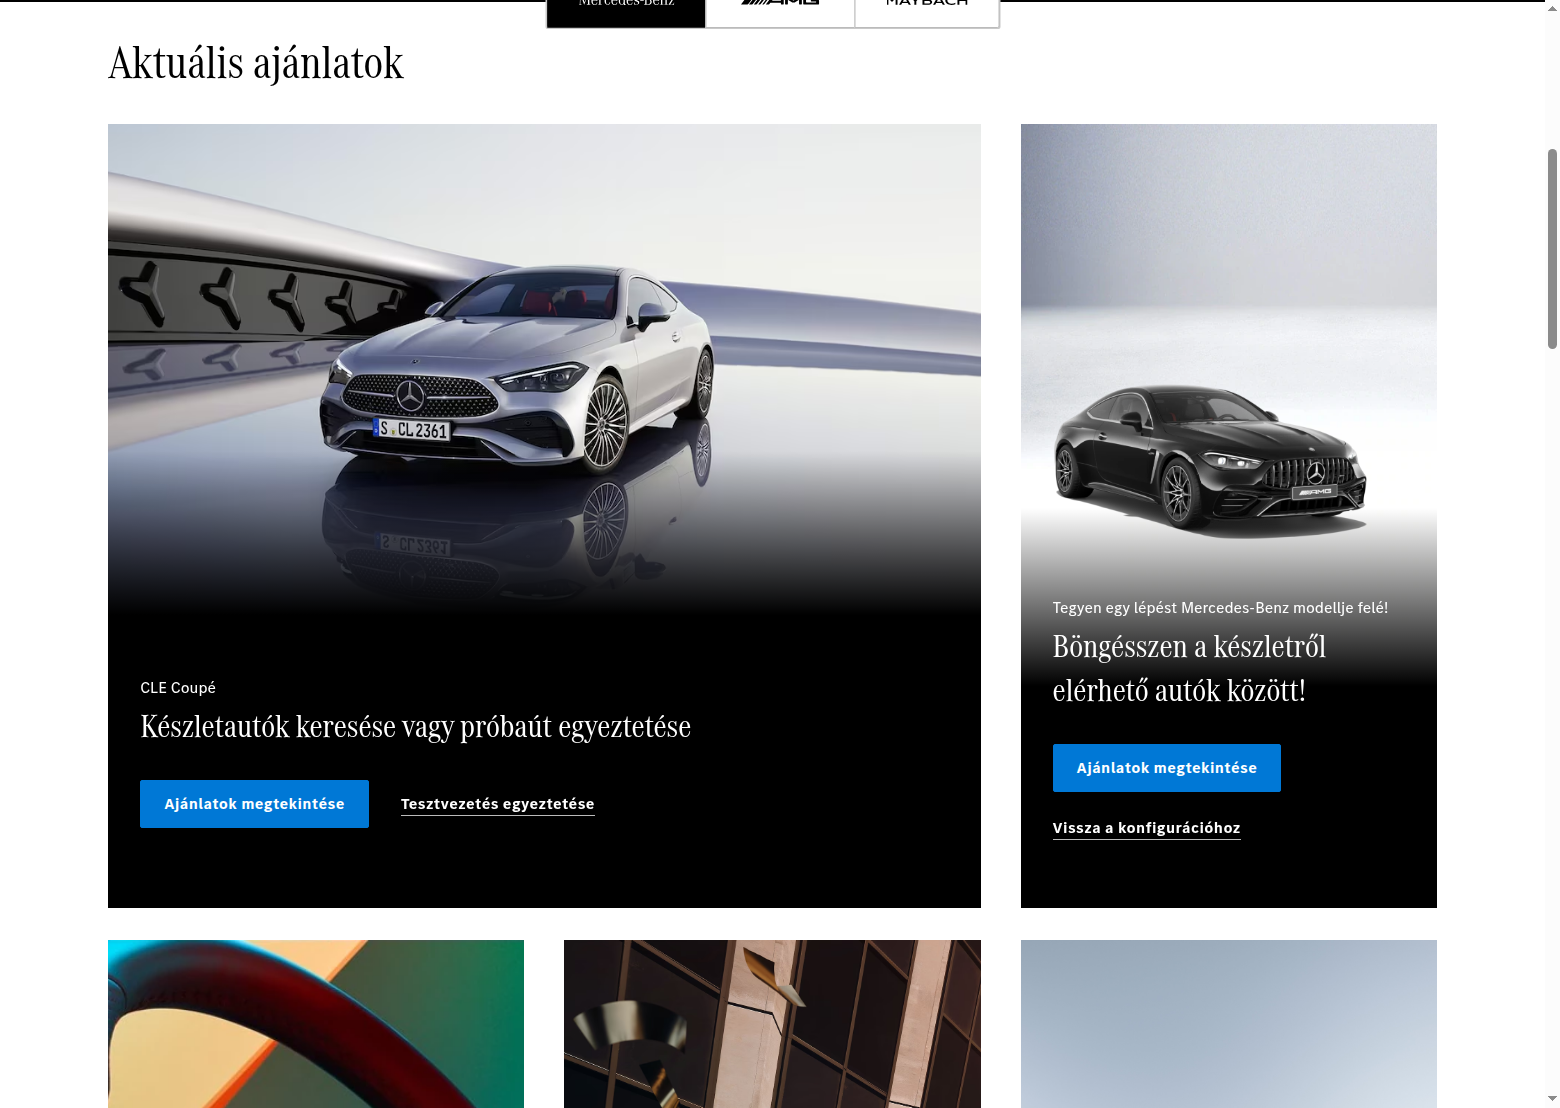 Mercedes-Benz
AMG
MAYBACH
Aktuális ajánlatok
S CL 2361
AMG
CLE Coupé
Készletautók keresése vagy próbaút egyeztetése
Ajánlatok megtekintése
Tesztvezetés egyeztetése
Tegyen egy lépést Mercedes-Benz modellje felé!
Böngésszen a készletről
elérhető autók között!
Ajánlatok megtekintése
Vissza a konfigurációhoz